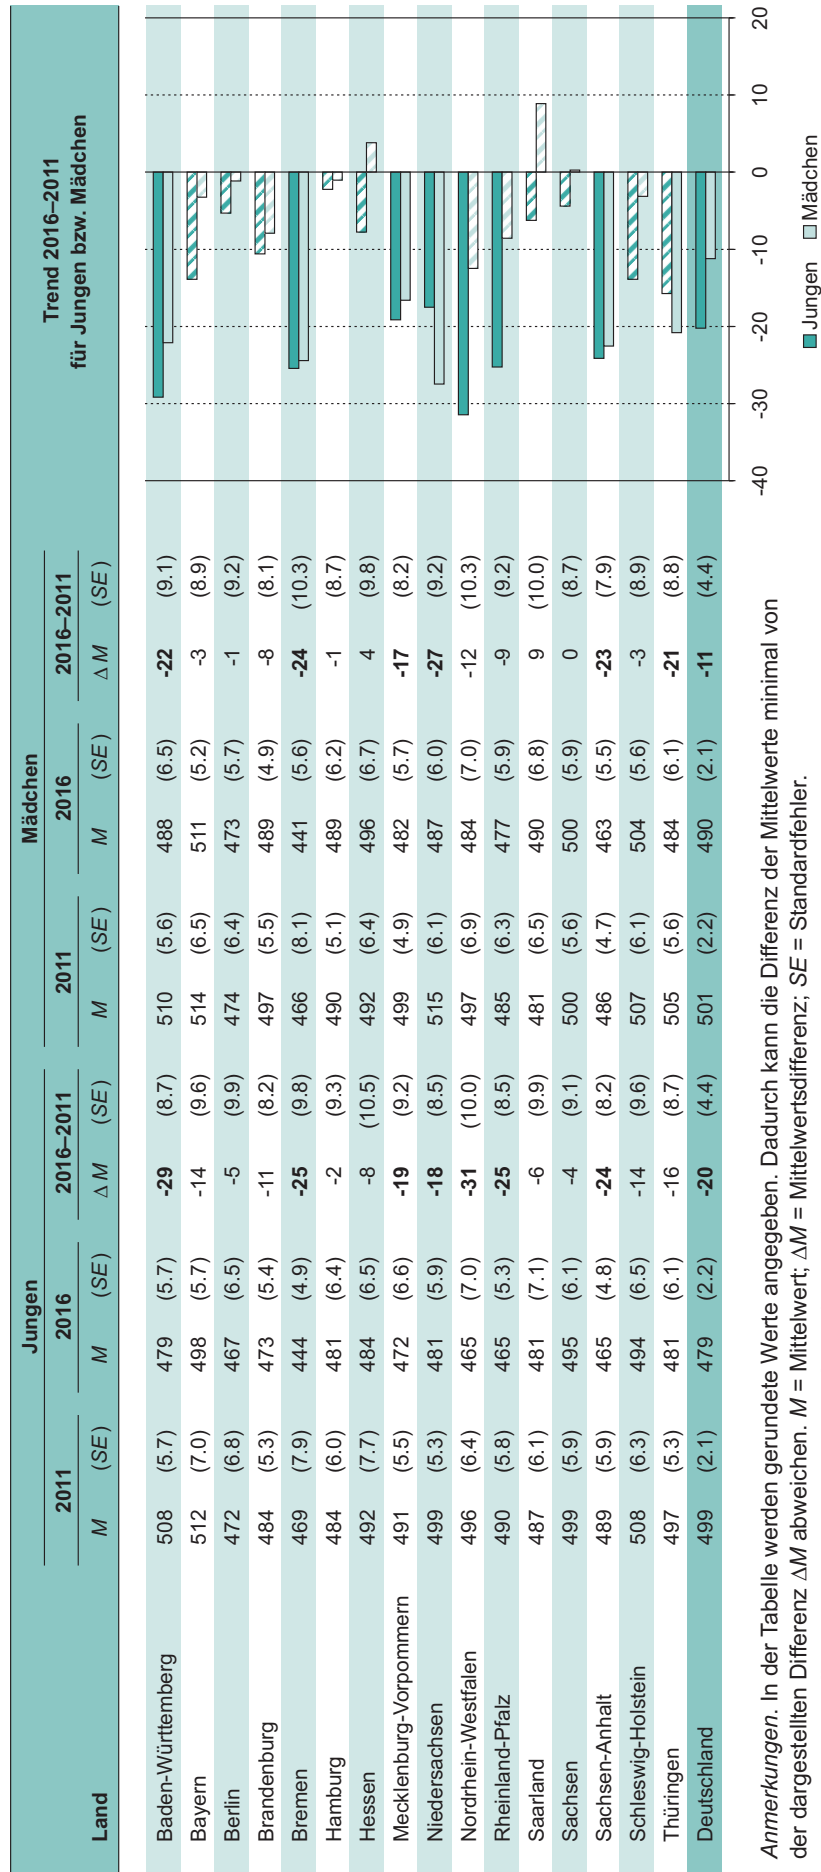 Jungen Mädchen Trend 2016–2011
für Jungen bzw. Mädchen
2011 2016 2016–2011 2011 2016 2016–2011
Land M (SE) M (SE) ΔM (SE) M (SE) M (SE) ΔM (SE)
Baden-Württemberg 508 (5.7) 479 (5.7) -29 (8.7) 510 (5.6) 488 (6.5) -22 (9.1)
Bayern 512 (7.0) 498 (5.7) -14 (9.6) 514 (6.5) 511 (5.2) -3 (8.9)
Berlin 472 (6.8) 467 (6.5) -5 (9.9) 474 (6.4) 473 (5.7) -1 (9.2)
Brandenburg 484 (5.3) 473 (5.4) -11 (8.2) 497 (5.5) 489 (4.9) -8 (8.1)
Bremen 469 (7.9) 444 (4.9) -25 (9.8) 466 (8.1) 441 (5.6) -24 (10.3)
Hamburg 484 (6.0) 481 (6.4) -2 (9.3) 490 (5.1) 489 (6.2) -1 (8.7)
Hessen 492 (7.7) 484 (6.5) -8 (10.5) 492 (6.4) 496 (6.7) 4 (9.8)
Mecklenburg-Vorpommern 491 (5.5) 472 (6.6) -19 (9.2) 499 (4.9) 482 (5.7) -17 (8.2)
Niedersachsen 499 (5.3) 481 (5.9) -18 (8.5) 515 (6.1) 487 (6.0) -27 (9.2)
Nordrhein-Westfalen 496 (6.4) 465 (7.0) -31 (10.0) 497 (6.9) 484 (7.0) -12 (10.3)
Rheinland-Pfalz 490 (5.8) 465 (5.3) -25 (8.5) 485 (6.3) 477 (5.9) -9 (9.2)
Saarland 487 (6.1) 481 (7.1) -6 (9.9) 481 (6.5) 490 (6.8) 9 (10.0)
Sachsen 499 (5.9) 495 (6.1) -4 (9.1) 500 (5.6) 500 (5.9) 0 (8.7)
Sachsen-Anhalt 489 (5.9) 465 (4.8) -24 (8.2) 486 (4.7) 463 (5.5) -23 (7.9)
Schleswig-Holstein 508 (6.3) 494 (6.5) -14 (9.6) 507 (6.1) 504 (5.6) -3 (8.9)
Thüringen 497 (5.3) 481 (6.1) -16 (8.7) 505 (5.6) 484 (6.1) -21 (8.8)
Deutschland 499 (2.1) 479 (2.2) -20 (4.4) 501 (2.2) 490 (2.1) -11 (4.4)
-40 -30 -20 -10 0 10 20
Jungen Mädchen
Anmerkungen. In der Tabelle werden gerundete Werte angegeben. Dadurch kann die Differenz der Mittelwerte minimal von
der dargestellten Differenz ΔM abweichen. M = Mittelwert; ΔM = Mittelwertsdifferenz; SE = Standardfehler.